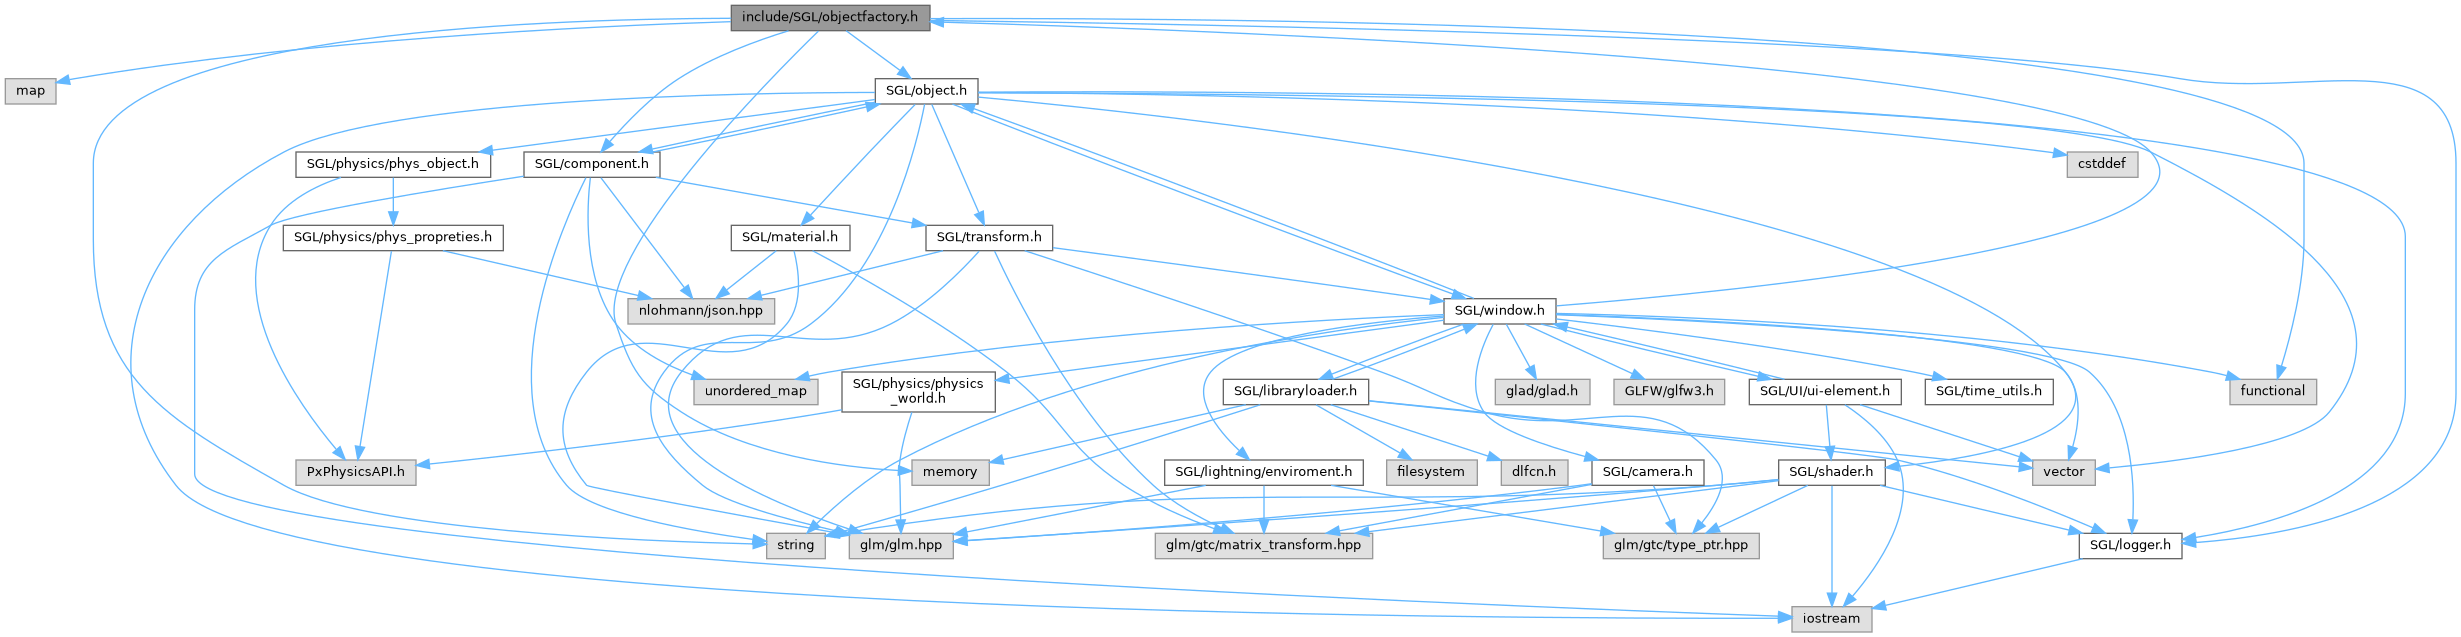 include/SGL/objectfactory.h
map
SGL/object.h
SGL/physics/phys_object.h
SGL/component.h
cstddef
SGL/physics/phys_propreties.h
SGL/material.h
SGL/transform.h
nlohmann/json.hpp
SGL/window.h
unordered_map
SGL/physics/physics
_world.h
SGL/libraryloader.h
glad/glad.h
GLFW/glfw3.h
SGL/UI/ui-element.h
SGL/time_utils.h
functional
PxPhysicsAPI.h
memory
SGL/lightning/enviroment.h
filesystem
dlfcn.h
SGL/camera.h
SGL/shader.h
vector
string
glm/glm.hpp
glm/gtc/matrix_transform.hpp
glm/gtc/type_ptr.hpp
SGL/logger.h
iostream